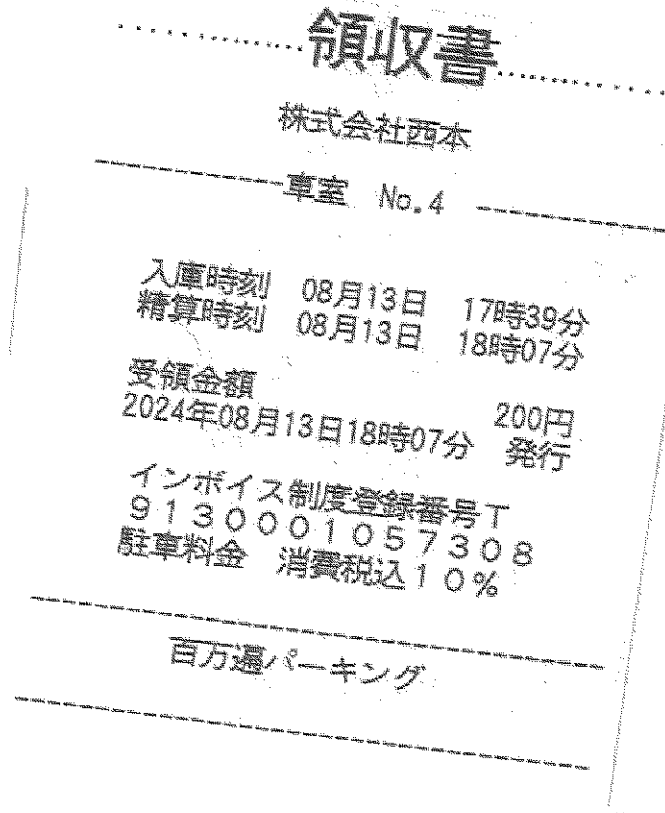 領収書
株式会社西本
車室 No.4
入庫時刻 08月13日 17時39分
精算時刻 08月13日 18時07分
受領金額 200円
2024年08月13日18時07分 発行
インボイス制度登録番号T
9130001057308
駐車料金 消費税込10%
百万遍パーキング